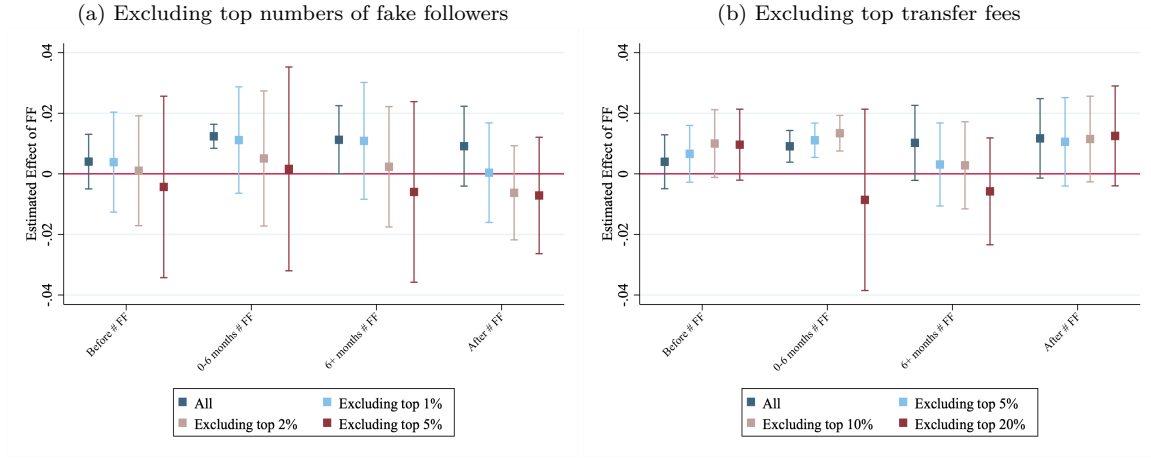 (a) Excluding top numbers of fake followers
Estimated Effect of FF
.04
.02
0
-.02
-.04
Before # FF
0-6 months # FF
6+ months # FF
After # FF
All
Excluding top 1%
Excluding top 2%
Excluding top 5%
(b) Excluding top transfer fees
Estimated Effect of FF
.04
.02
0
-.02
-.04
Before # FF
0-6 months # FF
6+ months # FF
After # FF
All
Excluding top 5%
Excluding top 10%
Excluding top 20%